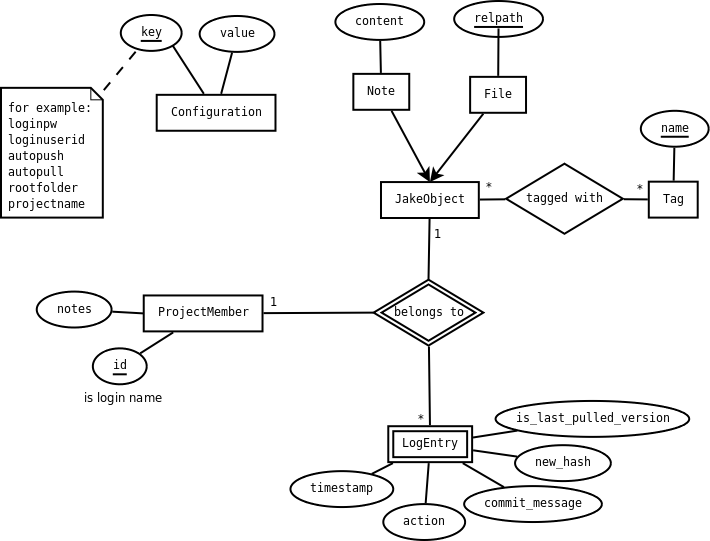 content
relpath
key
value
Note
File
for example:
loginpw
loginuserid
autopush
autopull
rootfolder
projectname
Configuration
name
JakeObject
*
tagged with
*
Tag
1
notes
ProjectMember
1
belongs to
id
is login name
*
is_last_pulled_version
LogEntry
new_hash
timestamp
commit_message
action